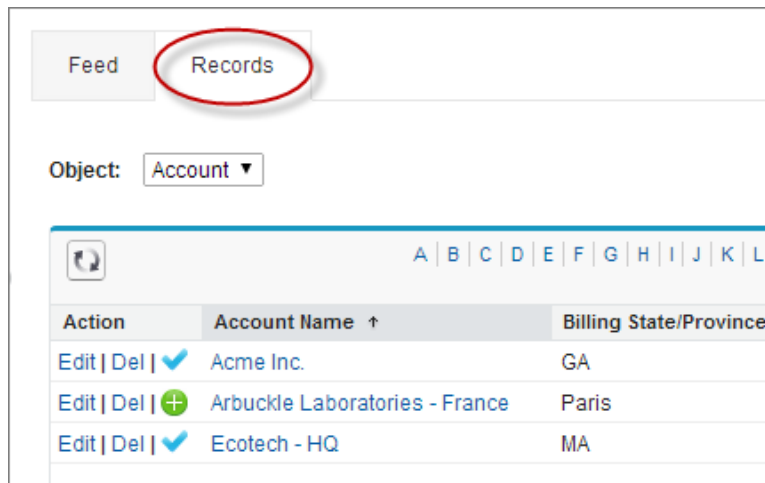 Feed Records
Object: Account ▼
A | B | C | D | E | F | G | H | I | J | K | L
Action Account Name ↑ Billing State/Province
Edit | Del | Acme Inc. GA
Edit | Del | Arbuckle Laboratories - France Paris
Edit | Del | Ecotech - HQ MA